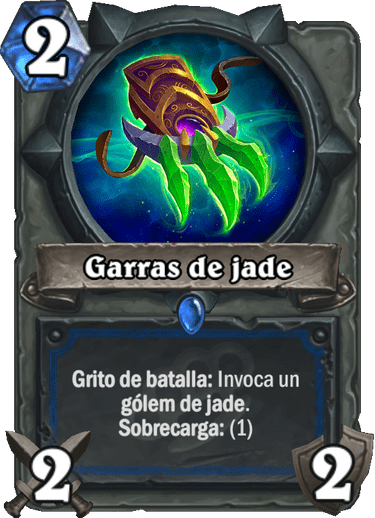 2
Garras de jade
Grito de batalla: Invoca un
gólem de jade.
Sobrecarga: (1)
2
2